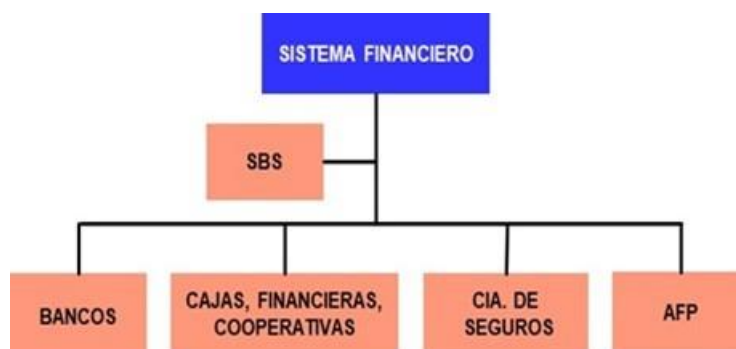 SISTEMA FINANCIERO
SBS
BANCOS
CAJAS, FINANCIERAS,
COOPERATIVAS
CIA. DE
SEGUROS
AFP